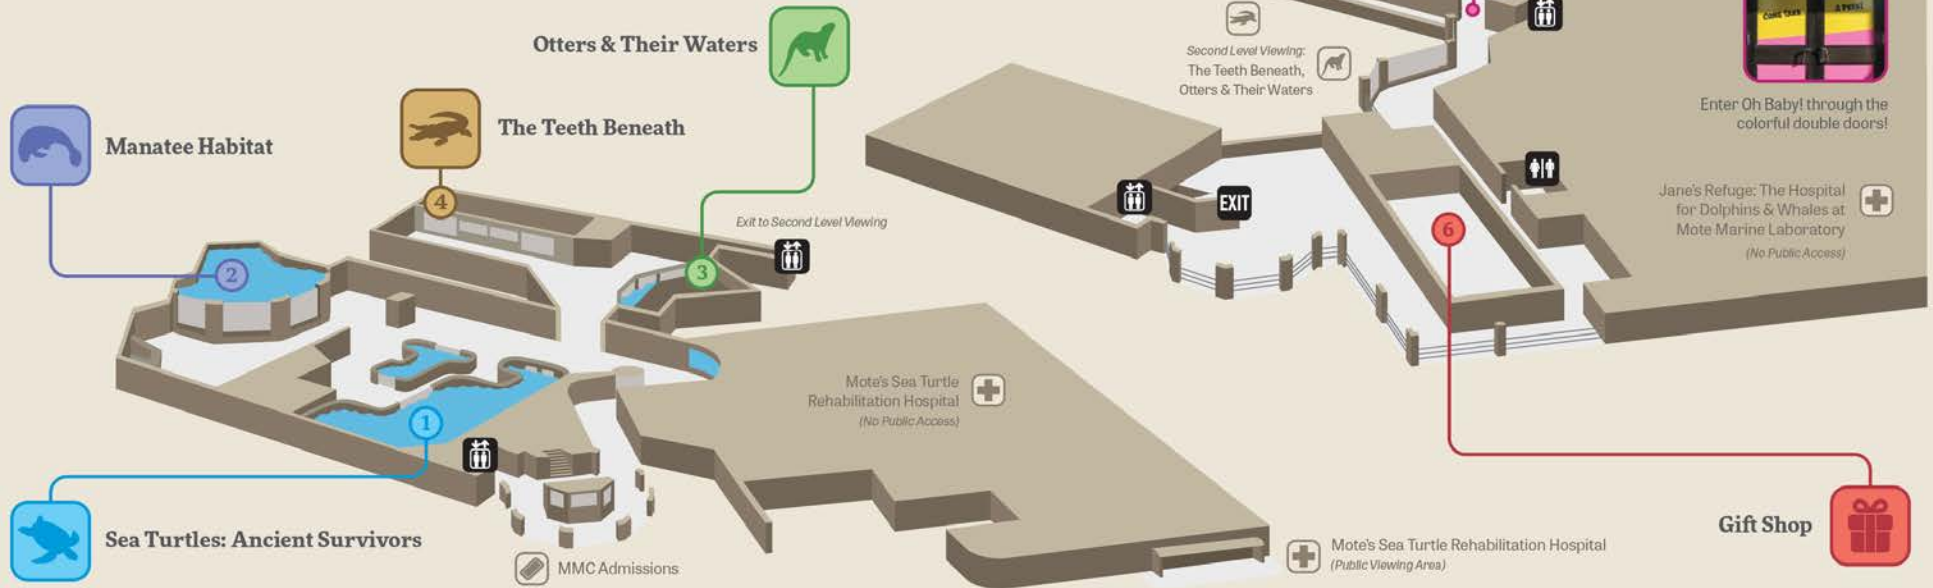 Otters & Their Waters
The Teeth Beneath
Manatee Habitat
4
Exit to Second Level Viewing
2
3
1
Mote's Sea Turtle
Rehabilitation Hospital
(No Public Access)
Sea Turtles: Ancient Survivors
MMC Admissions
Second Level Viewing:
The Teeth Beneath,
Otters & Their Waters
COME TAKE
A PEEK!
Enter Oh Baby! through the
colorful double doors!
EXIT
6
Jane's Refuge: The Hospital
for Dolphins & Whales at
Mote Marine Laboratory
(No Public Access)
Gift Shop
Mote's Sea Turtle Rehabilitation Hospital
(Public Viewing Area)